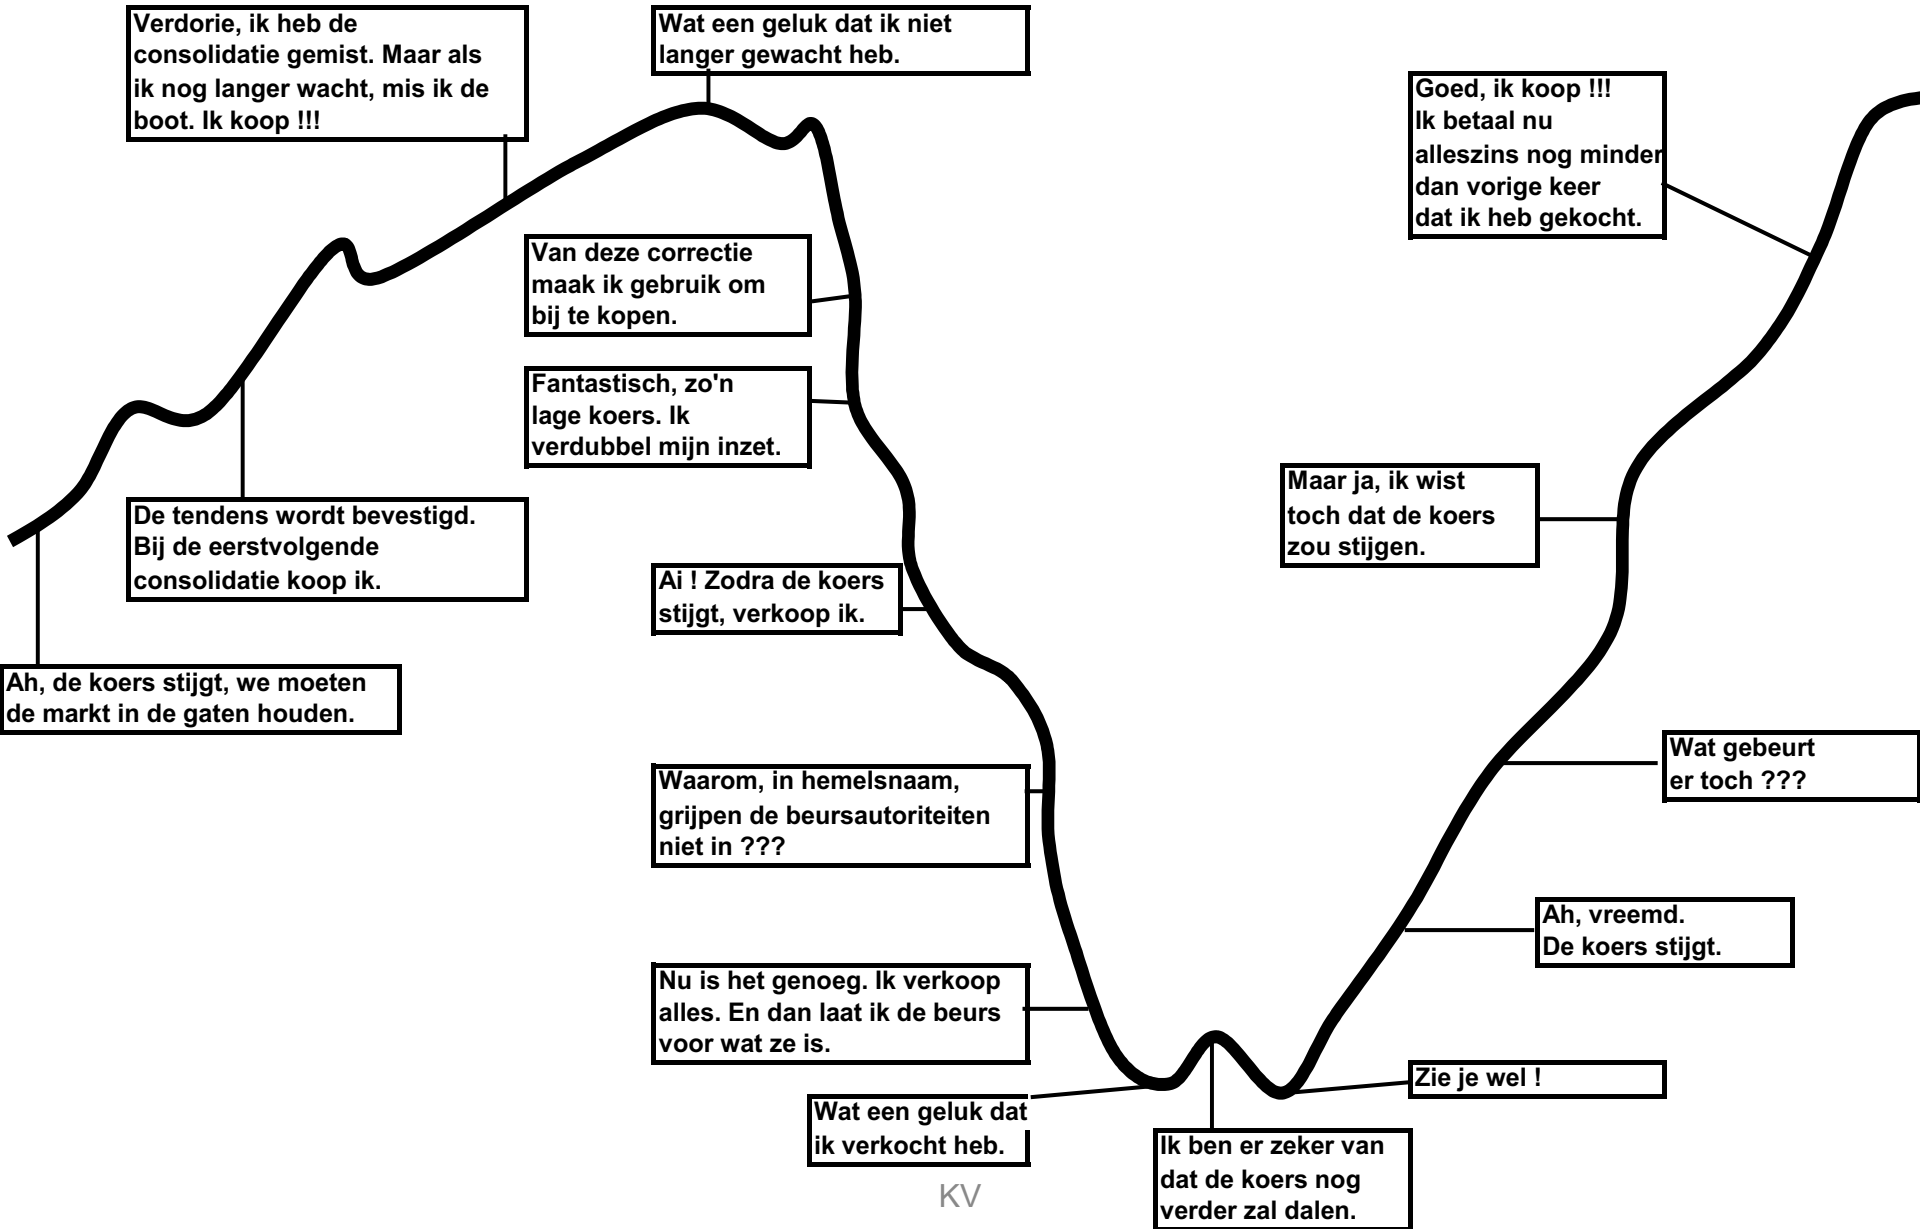 Verdorie, ik heb de
consolidatie gemist. Maar als
ik nog langer wacht, mis ik de
boot. Ik koop !!!
Wat een geluk dat ik niet
langer gewacht heb.
Goed, ik koop !!!
Ik betaal nu
alleszins nog minder
dan vorige keer
dat ik heb gekocht.
Van deze correctie
maak ik gebruik om
bij te kopen.
Fantastisch, zo'n
lage koers. Ik
verdubbel mijn inzet.
Maar ja, ik wist
toch dat de koers
zou stijgen.
De tendens wordt bevestigd.
Bij de eerstvolgende
consolidatie koop ik.
Ai ! Zodra de koers
stijgt, verkoop ik.
Ah, de koers stijgt, we moeten
de markt in de gaten houden.
Wat gebeurt
er toch ???
Waarom, in hemelsnaam,
grijpen de beursautoriteiten
niet in ???
Ah, vreemd.
De koers stijgt.
Nu is het genoeg. Ik verkoop
alles. En dan laat ik de beurs
voor wat ze is.
Zie je wel !
Wat een geluk dat
ik verkocht heb.
Ik ben er zeker van
dat de koers nog
verder zal dalen.
KV